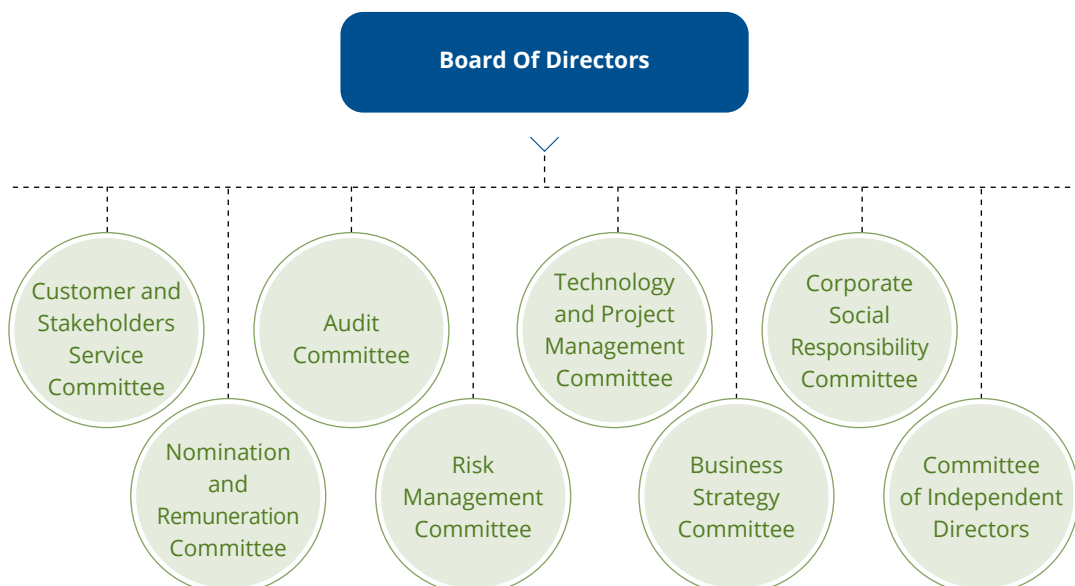 Board Of Directors
Customer and
Stakeholders
Service
Committee
Nomination
and
Remuneration
Committee
Audit
Committee
Risk
Management
Committee
Technology
and Project
Management
Committee
Business
Strategy
Committee
Corporate
Social
Responsibility
Committee
Committee
of Independent
Directors